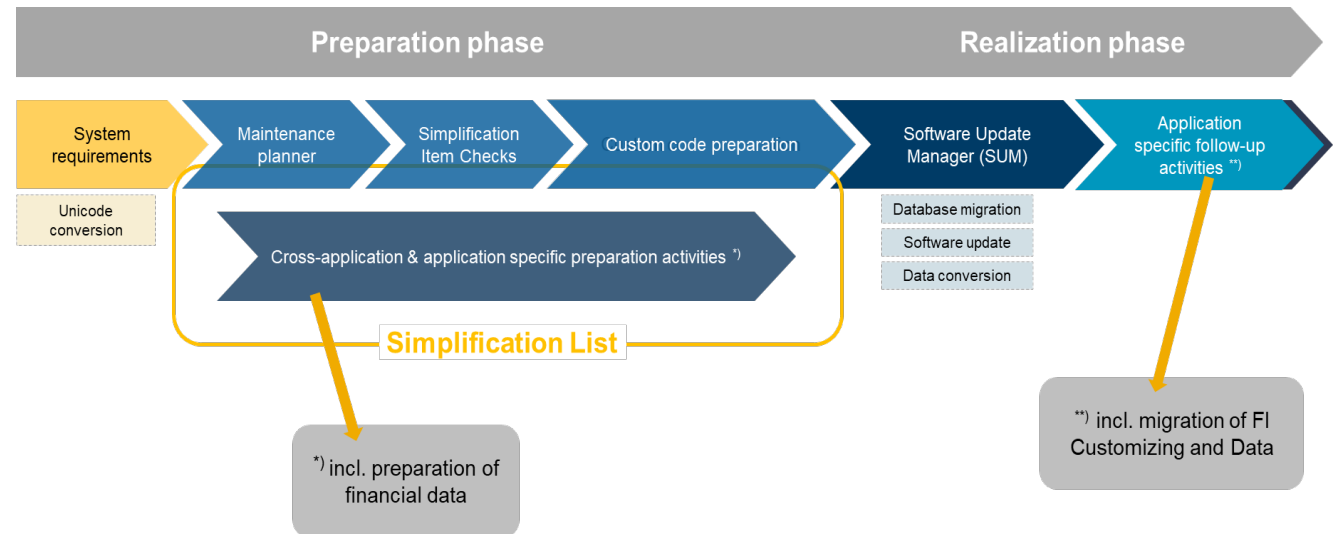 Preparation phase
Realization phase
System
requirements
Maintenance
planner
Simplification
Item Checks
Custom code preparation
Software Update
Manager (SUM)
Application
specific follow-up
activities **)
Unicode
conversion
Cross-application & application specific preparation activities *)
Database migration
Software update
Data conversion
Simplification List
*) incl. preparation of
financial data
**) incl. migration of FI
Customizing and Data